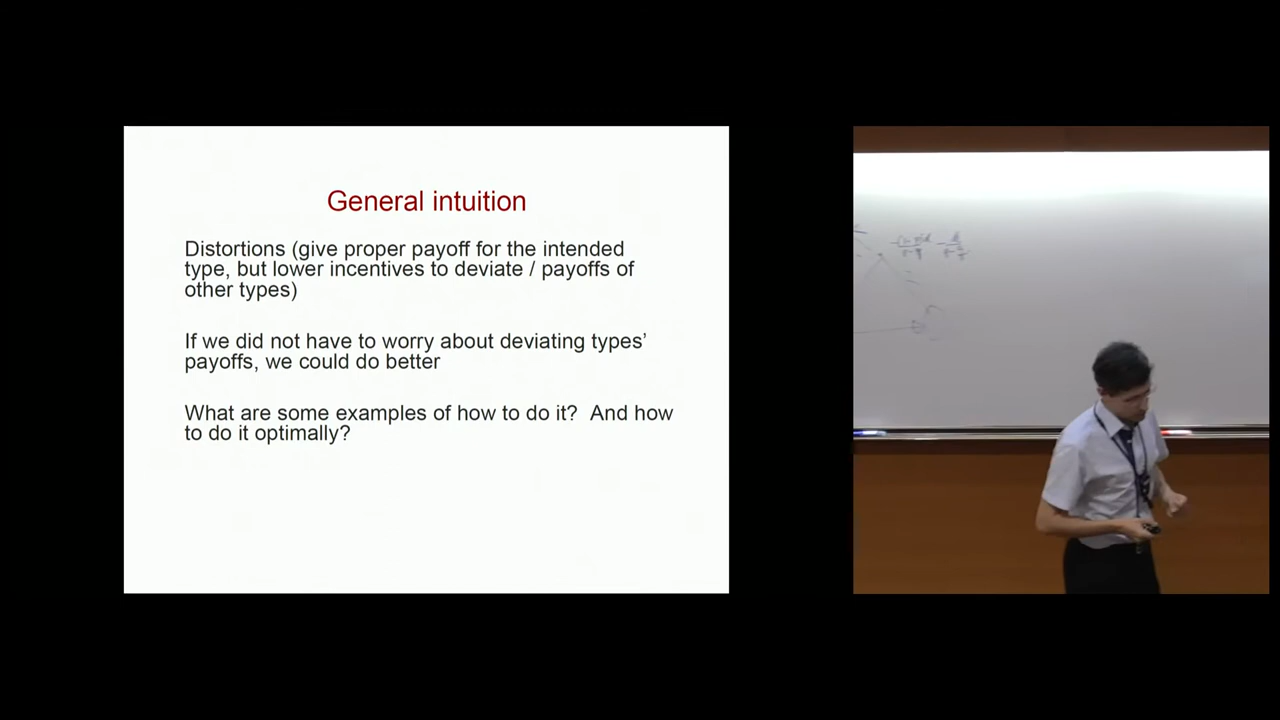 General intuition
Distortions (give proper payoff for the intended
type, but lower incentives to deviate / payoffs of
other types)
If we did not have to worry about deviating types’
payoffs, we could do better
What are some examples of how to do it?  And how
to do it optimally?